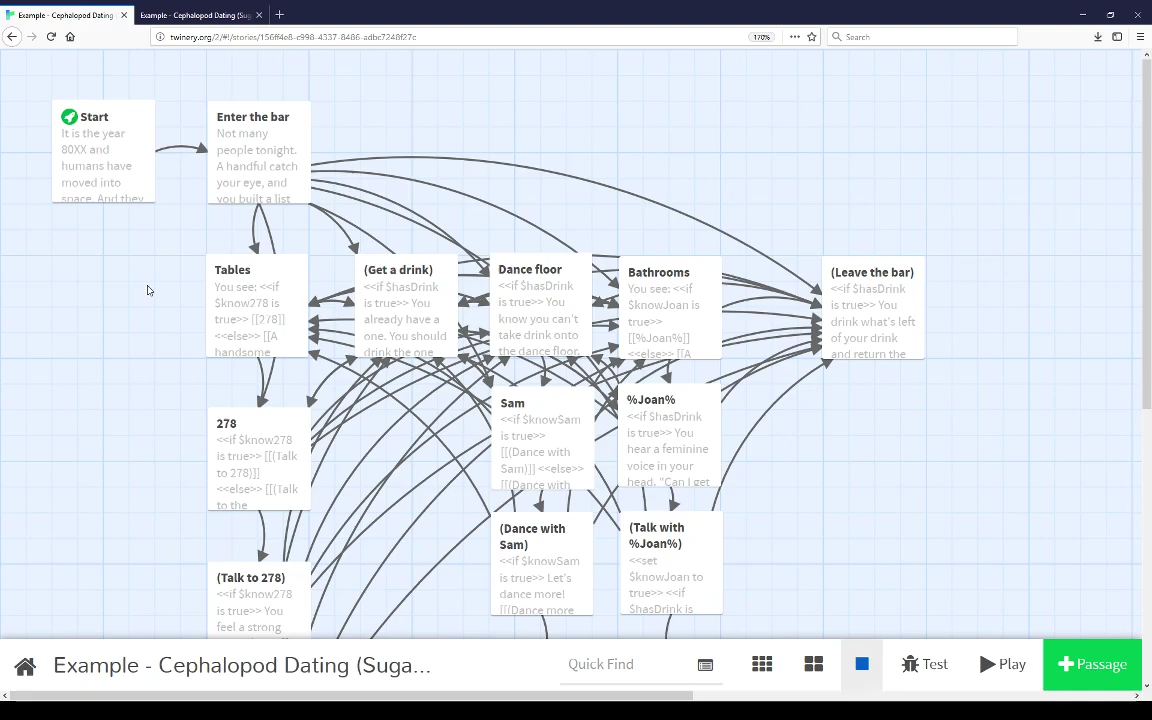 Example - Cephalopod Dating
Example - Cephalopod Dating (Sug
twinery.org/2/#!/stories/156ff4e8-c998-4337-8486-adbc7248f27c
170%
Search
Start
It is the year
80XX and
humans have
moved into
space. And they
Enter the bar
Not many
people tonight.
A handful catch
your eye, and
you built a list
Tables
You see: <<if
$know278 is
true>> [[278]]
<<else>> [[A
handsome
(Get a drink)
<<if $hasDrink
is true>> You
already have a
one. You should
drink the one
Dance floor
<<if $hasDrink
is true>> You
know you can't
take drink onto
the dance floor.
Bathrooms
You see: <<if
$knowJoan is
true>>
[[%Joan%]]
<<else>> [[A
(Leave the bar)
<<if $hasDrink
is true>> You
drink what's left
of your drink
and return the
278
<<if $know278
is true>> [[(Talk
to 278)]]
<<else>> [[(Talk
to the
Sam
<<if $knowSam
is true>>
[[(Dance with
Sam)]] <<else>>
[[(Dance with
%Joan%
<<if $hasDrink
is true>> You
hear a feminine
voice in your
head. "Can I get
(Talk to 278)
<<if $know278
is true>> You
feel a strong
(Dance with
Sam)
<<if $knowSam
is true>> Let's
dance more!
[[(Dance more
(Talk with
%Joan%)
<<set
$knowJoan to
true>> <<if
$hasDrink is
Example - Cephalopod Dating (Suga...
Quick Find
Test
Play
Passage